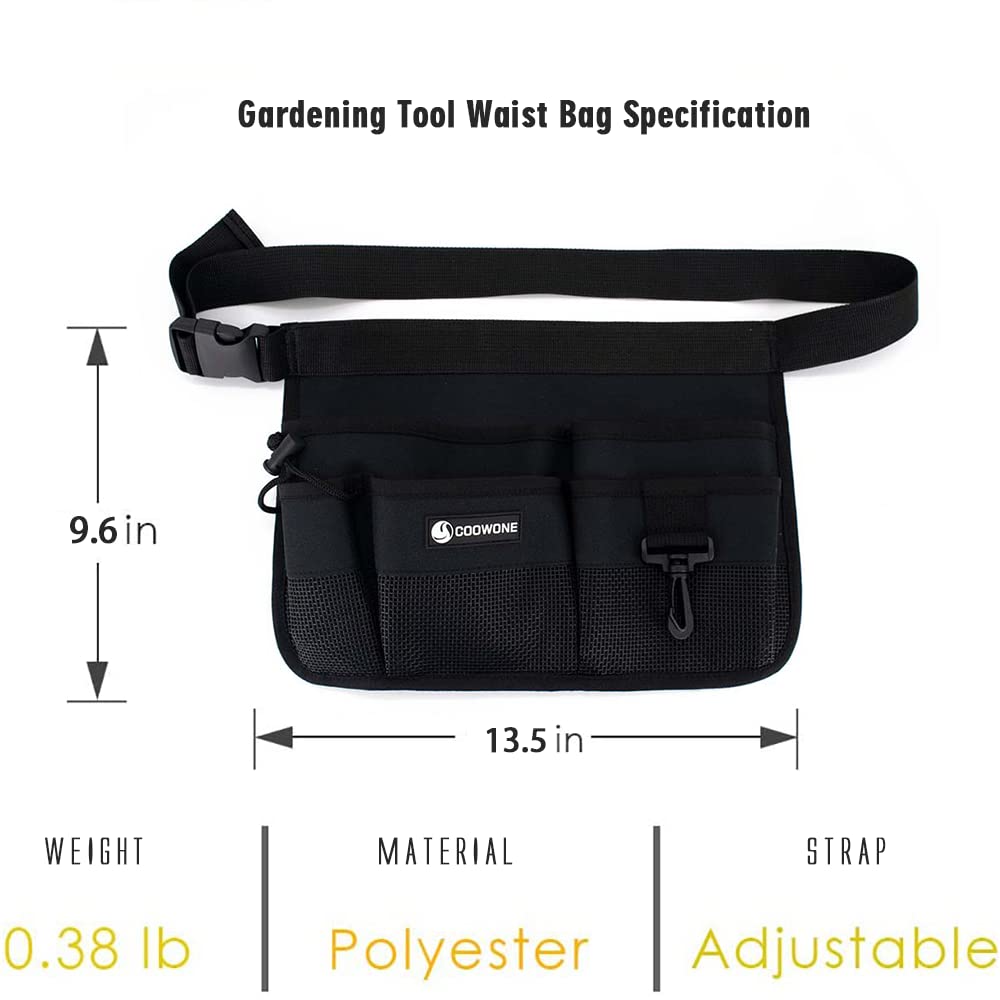 Gardening Tool Waist Bag Specification
9.6 in
COOWONE
13.5 in
WEIGHT
MATERIAL
STRAP
0.38 lb
Polyester
Adjustable